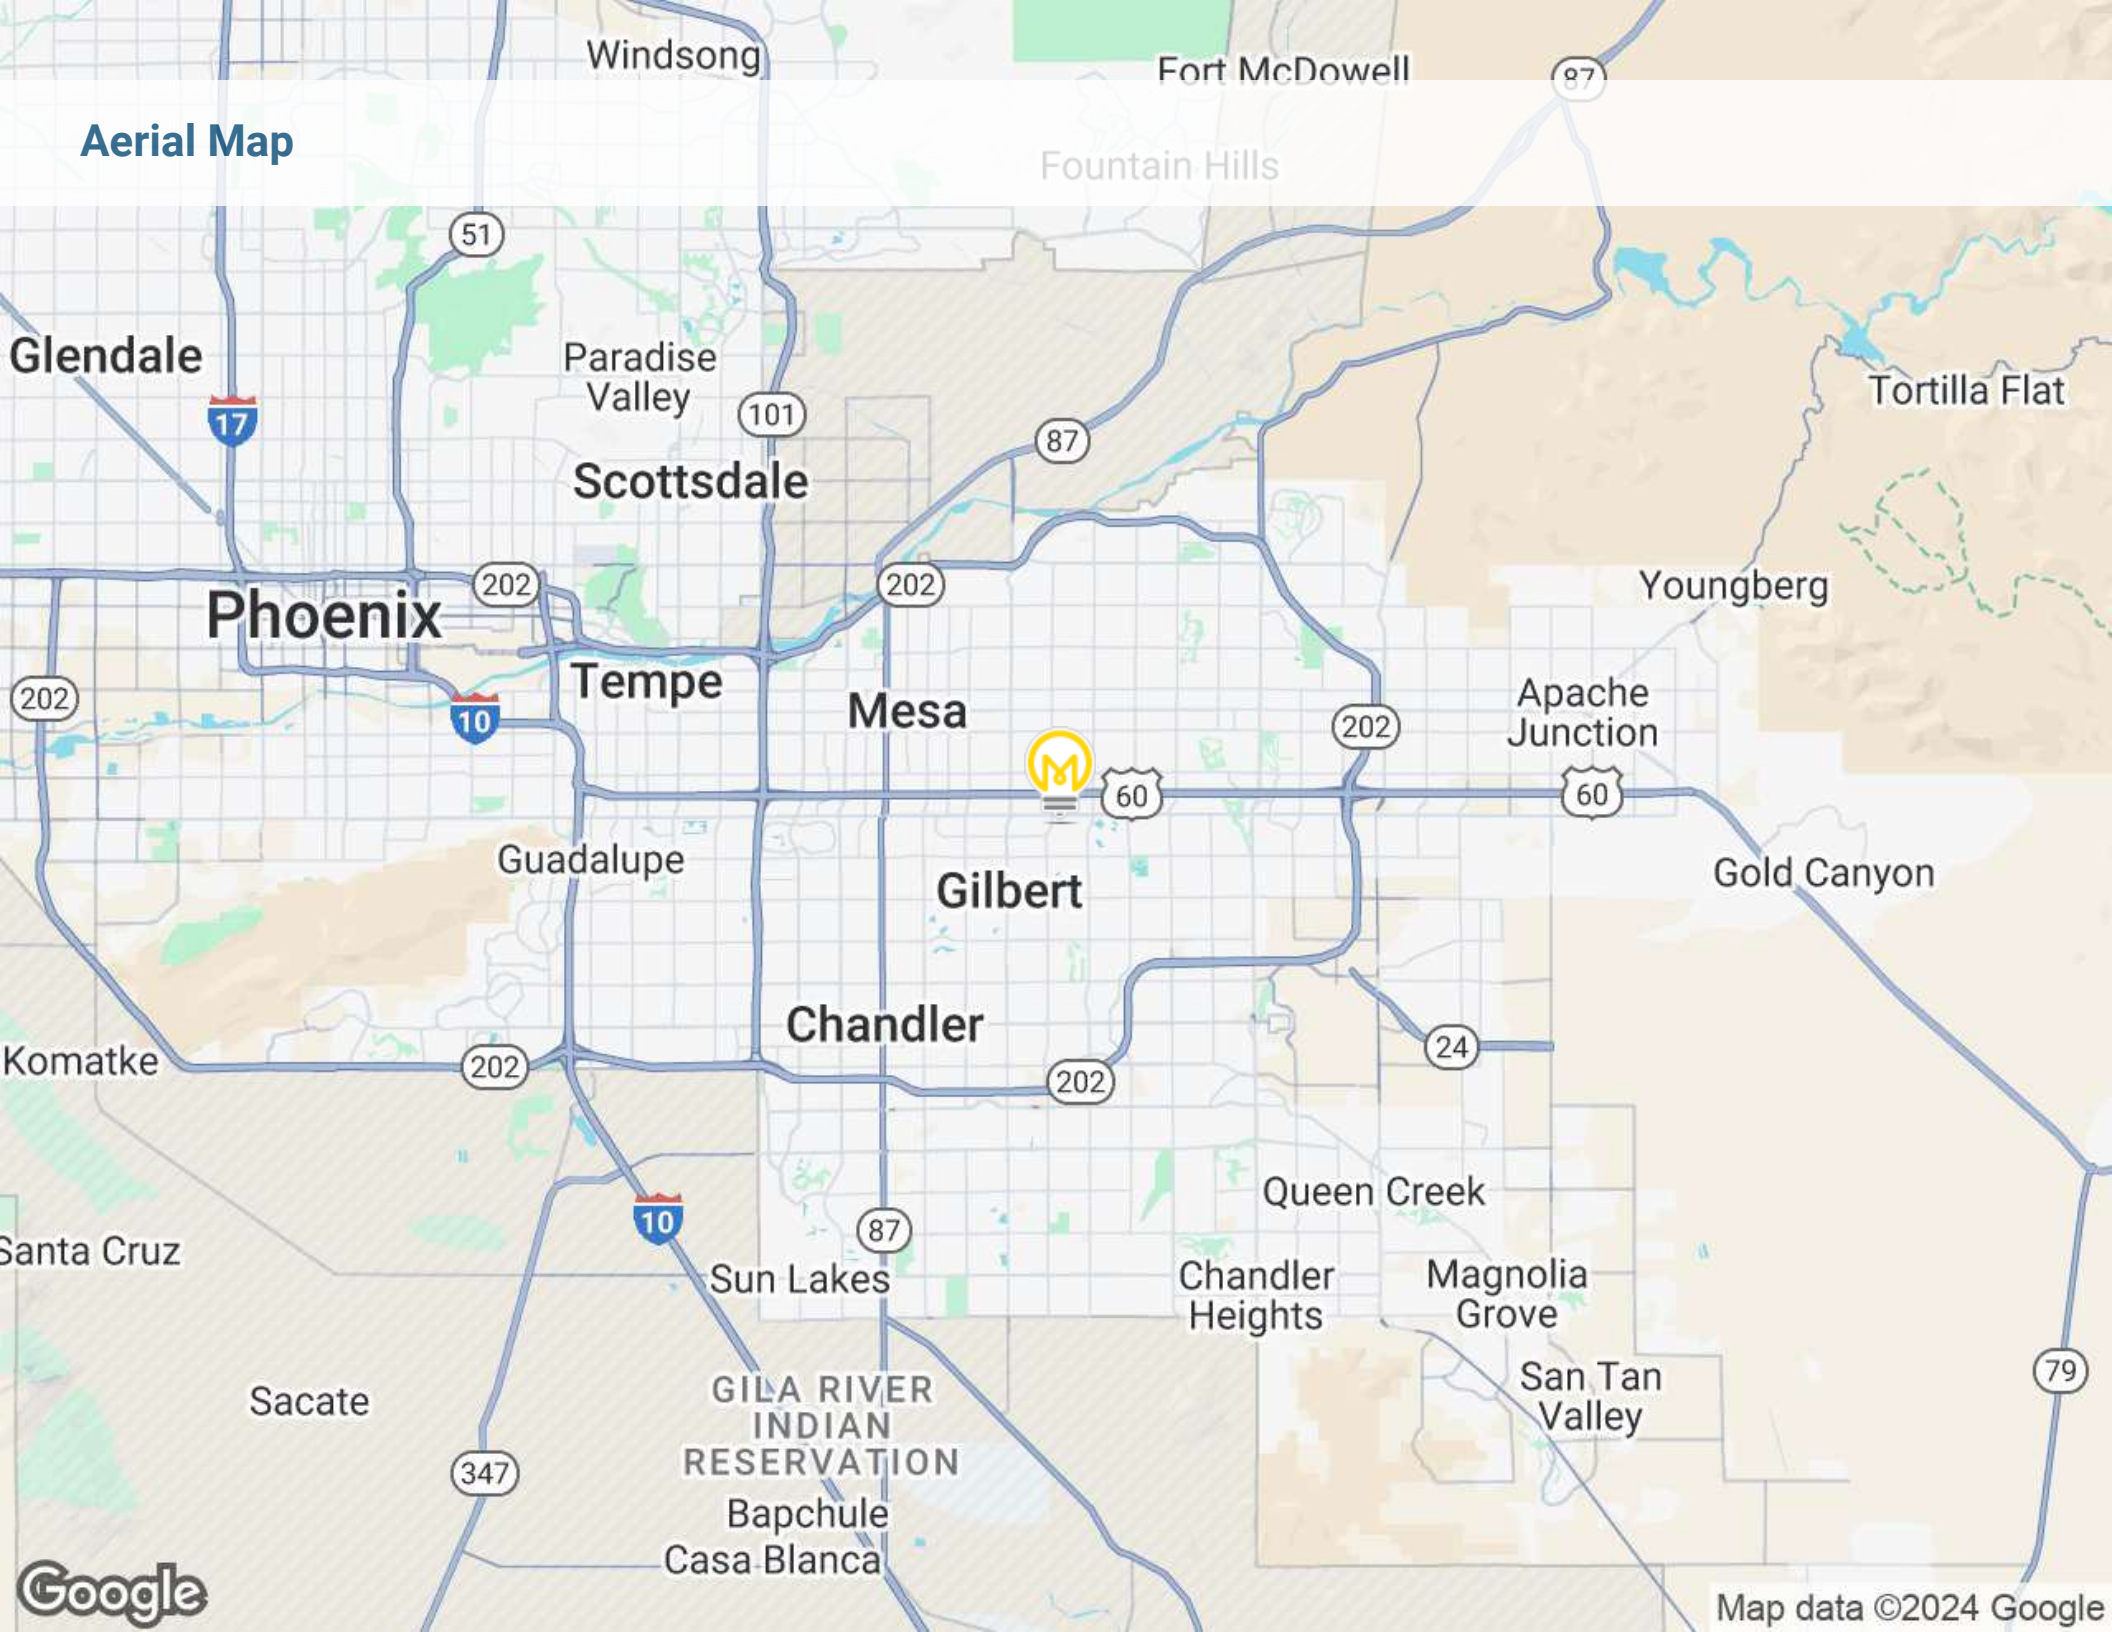 Windsong
Fort McDowell
87
Aerial Map
Fountain Hills
51
Glendale
Paradise
Valley
17
101
Tortilla Flat
87
Scottsdale
202
202
Youngberg
Phoenix
Tempe
202
10
Mesa
202
Apache
Junction
M
60
60
Guadalupe
Gilbert
Gold Canyon
Chandler
Komatke
202
202
24
Queen Creek
10
87
Santa Cruz
Sun Lakes
Chandler
Heights
Magnolia
Grove
GILA RIVER
INDIAN
RESERVATION
Sacate
San Tan
Valley
79
347
Bapchule
Casa Blanca
Google
Map data ©2024 Google